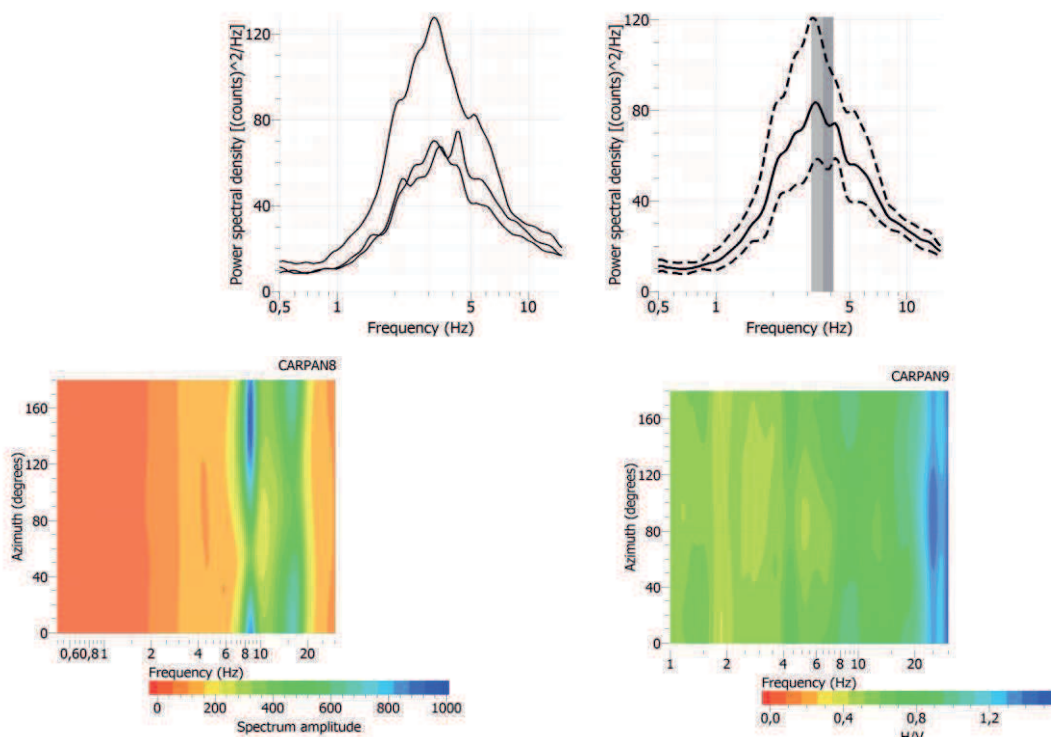 Power spectral density [(counts)^2/Hz]
120
80
40
0
0,5 1 5 10
Frequency (Hz)
Power spectral density [(counts)^2/Hz]
120
80
40
0
0,5 1 5 10
Frequency (Hz)
CARPAN8
Azimuth (degrees)
160
120
80
40
0
0,60,81 2 4 6 8 10 20
Frequency (Hz)
0 200 400 600 800 1000
Spectrum amplitude
CARPAN9
Azimuth (degrees)
160
120
80
40
0
1 2 4 6 8 10 20
Frequency (Hz)
0,0 0,4 0,8 1,2
H/V